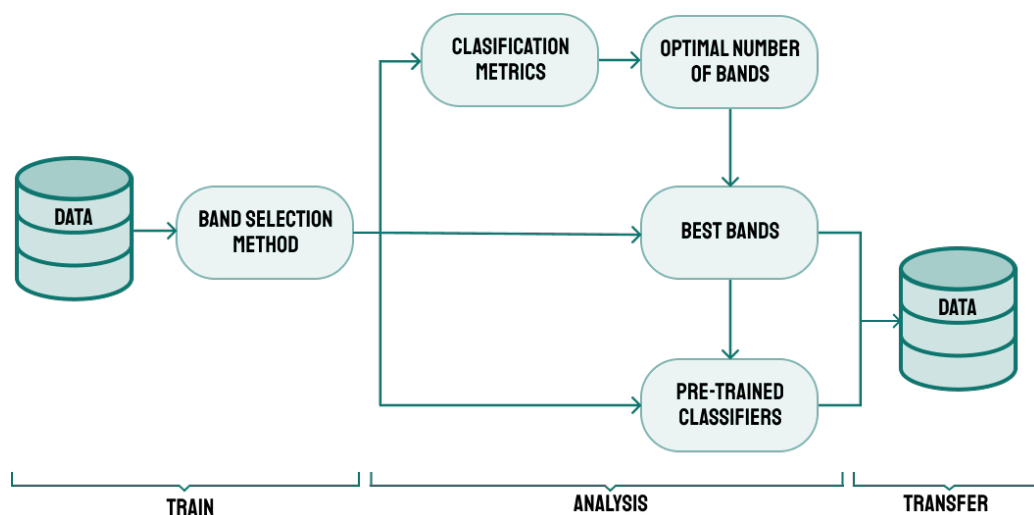 CLASIFICATION
METRICS
OPTIMAL NUMBER
OF BANDS
DATA
BAND SELECTION
METHOD
BEST BANDS
DATA
PRE-TRAINED
CLASSIFIERS
TRAIN
ANALYSIS
TRANSFER